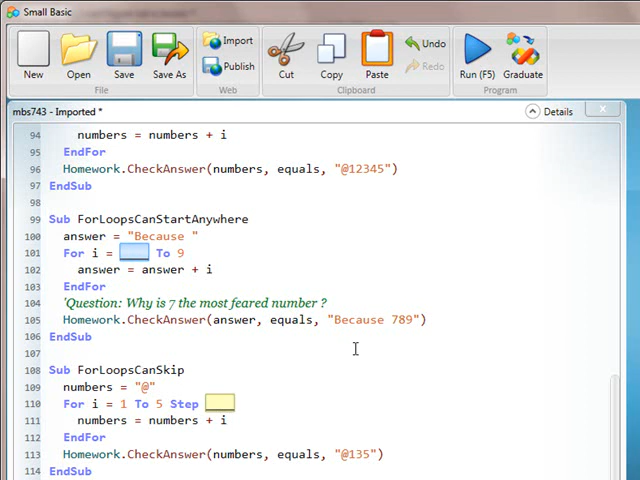 Small Basic
New
Open
Save
Save As
Import
Publish
Cut
Copy
Paste
Undo
Redo
Run (F5)
Graduate
File
Web
Clipboard
Program
mbs743 - Imported *
Details
94 numbers = numbers + i
95 EndFor
96 Homework.CheckAnswer(numbers, equals, "@12345")
97 EndSub
98
99 Sub ForLoopsCanStartAnywhere
100 answer = "Because "
101 For i = To 9
102 answer = answer + i
103 EndFor
104 'Question: Why is 7 the most feared number ?
105 Homework.CheckAnswer(answer, equals, "Because 789")
106 EndSub
107
108 Sub ForLoopsCanSkip
109 numbers = "@"
110 For i = 1 To 5 Step
111 numbers = numbers + i
112 EndFor
113 Homework.CheckAnswer(numbers, equals, "@135")
114 EndSub